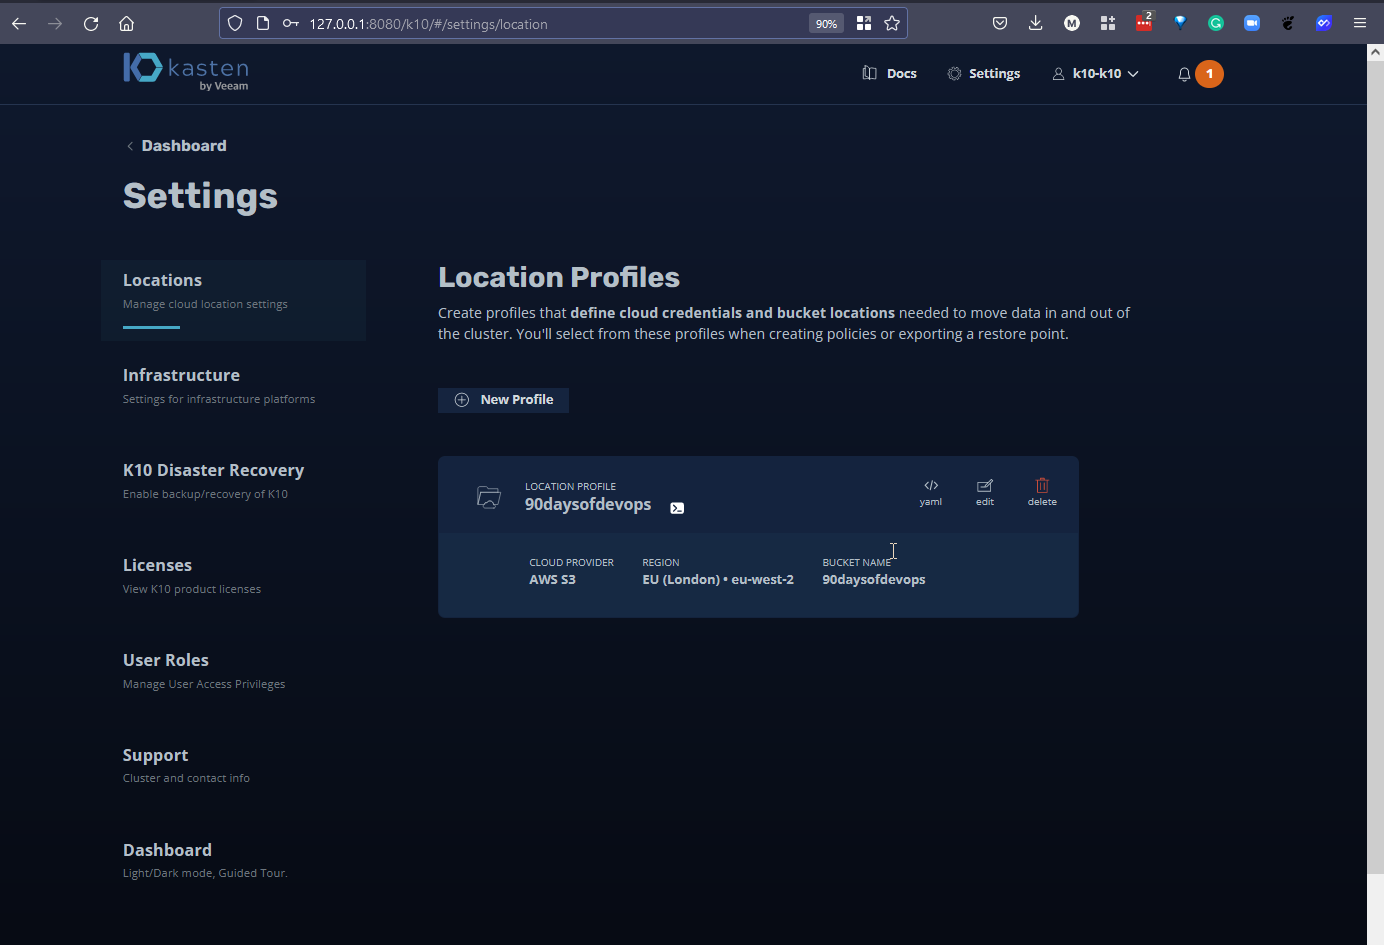 127.0.0.1:8080/k10/#/settings/location
90%
M
2
G
kasten
by Veeam
Docs
Settings
k10-k10
1
Dashboard
Settings
Locations
Manage cloud location settings
Infrastructure
Settings for infrastructure platforms
K10 Disaster Recovery
Enable backup/recovery of K10
Licenses
View K10 product licenses
User Roles
Manage User Access Privileges
Support
Cluster and contact info
Dashboard
Light/Dark mode, Guided Tour.
Location Profiles
Create profiles that define cloud credentials and bucket locations needed to move data in and out of
the cluster. You'll select from these profiles when creating policies or exporting a restore point.
New Profile
LOCATION PROFILE
90daysofdevops
yaml
edit
delete
CLOUD PROVIDER
AWS S3
REGION
EU (London) • eu-west-2
BUCKET NAME
90daysofdevops